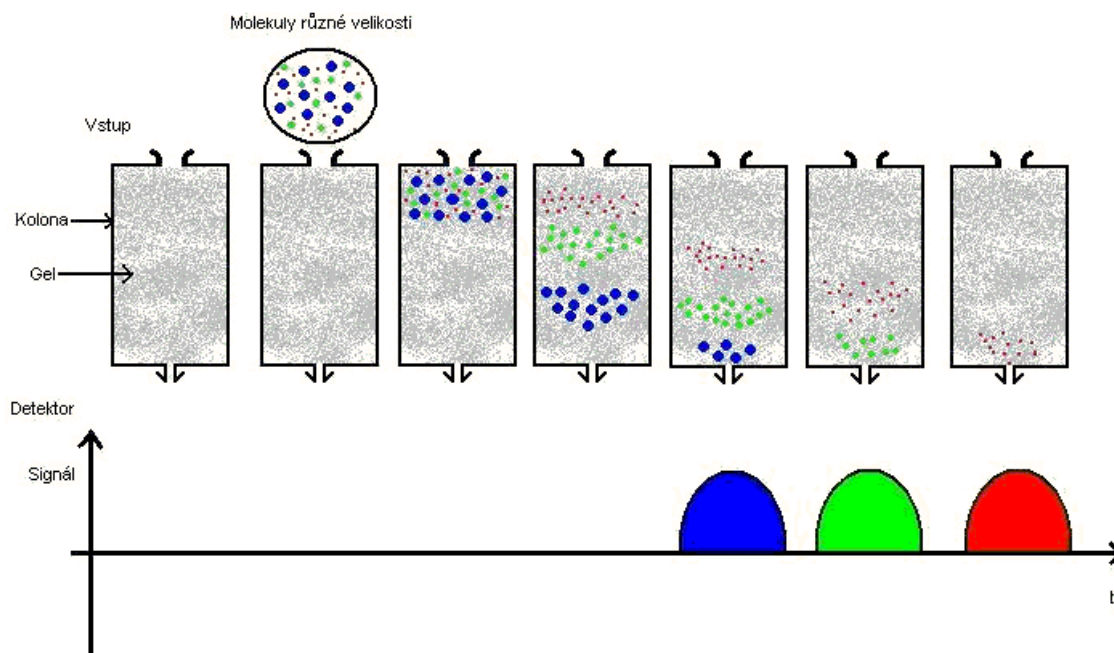 Molekuly různé velikosti
Vstup
Kolona
Gel
Detektor
Signál
t